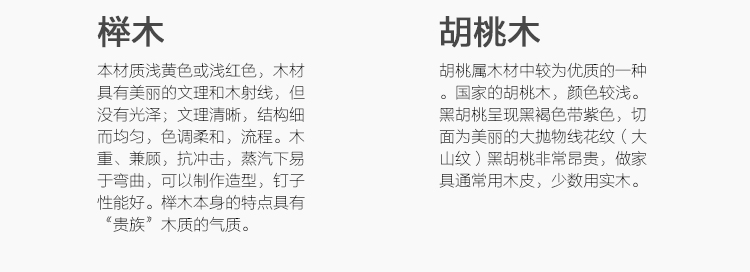 榉木
本材质浅黄色或浅红色，木材
具有美丽的文理和木射线，但
没有光泽；文理清晰，结构细
而均匀，色调柔和，流程。木
重、兼顾，抗冲击，蒸汽下易
于弯曲，可以制作造型，钉子
性能好。榉木本身的特点具有
“贵族”木质的气质。
胡桃木
胡桃属木材中较为优质的一种
。国家的胡桃木，颜色较浅。
黑胡桃呈现黑褐色带紫色，切
面为美丽的大抛物线花纹（大
山纹）黑胡桃非常昂贵，做家
具通常用木皮，少数用实木。